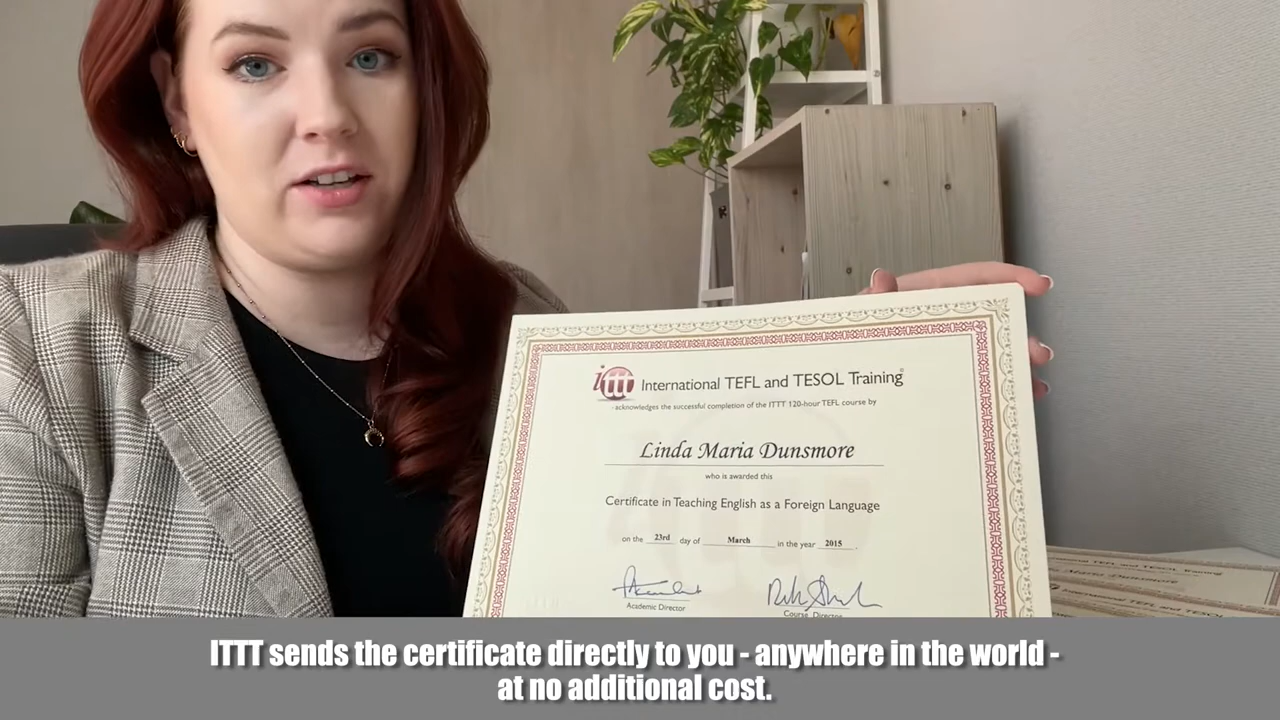 ittt International TEFL and TESOL Training
acknowledges the successful completion of the ITTT 120-hour TEFL course by
Linda Maria Dunsmore
who is awarded this
Certificate in Teaching English as a Foreign Language
on the 23rd day of March in the year 2015
Academic Director
Course Director
Maria Dunsmore
ITTT sends the certificate directly to you - anywhere in the world -
at no additional cost.